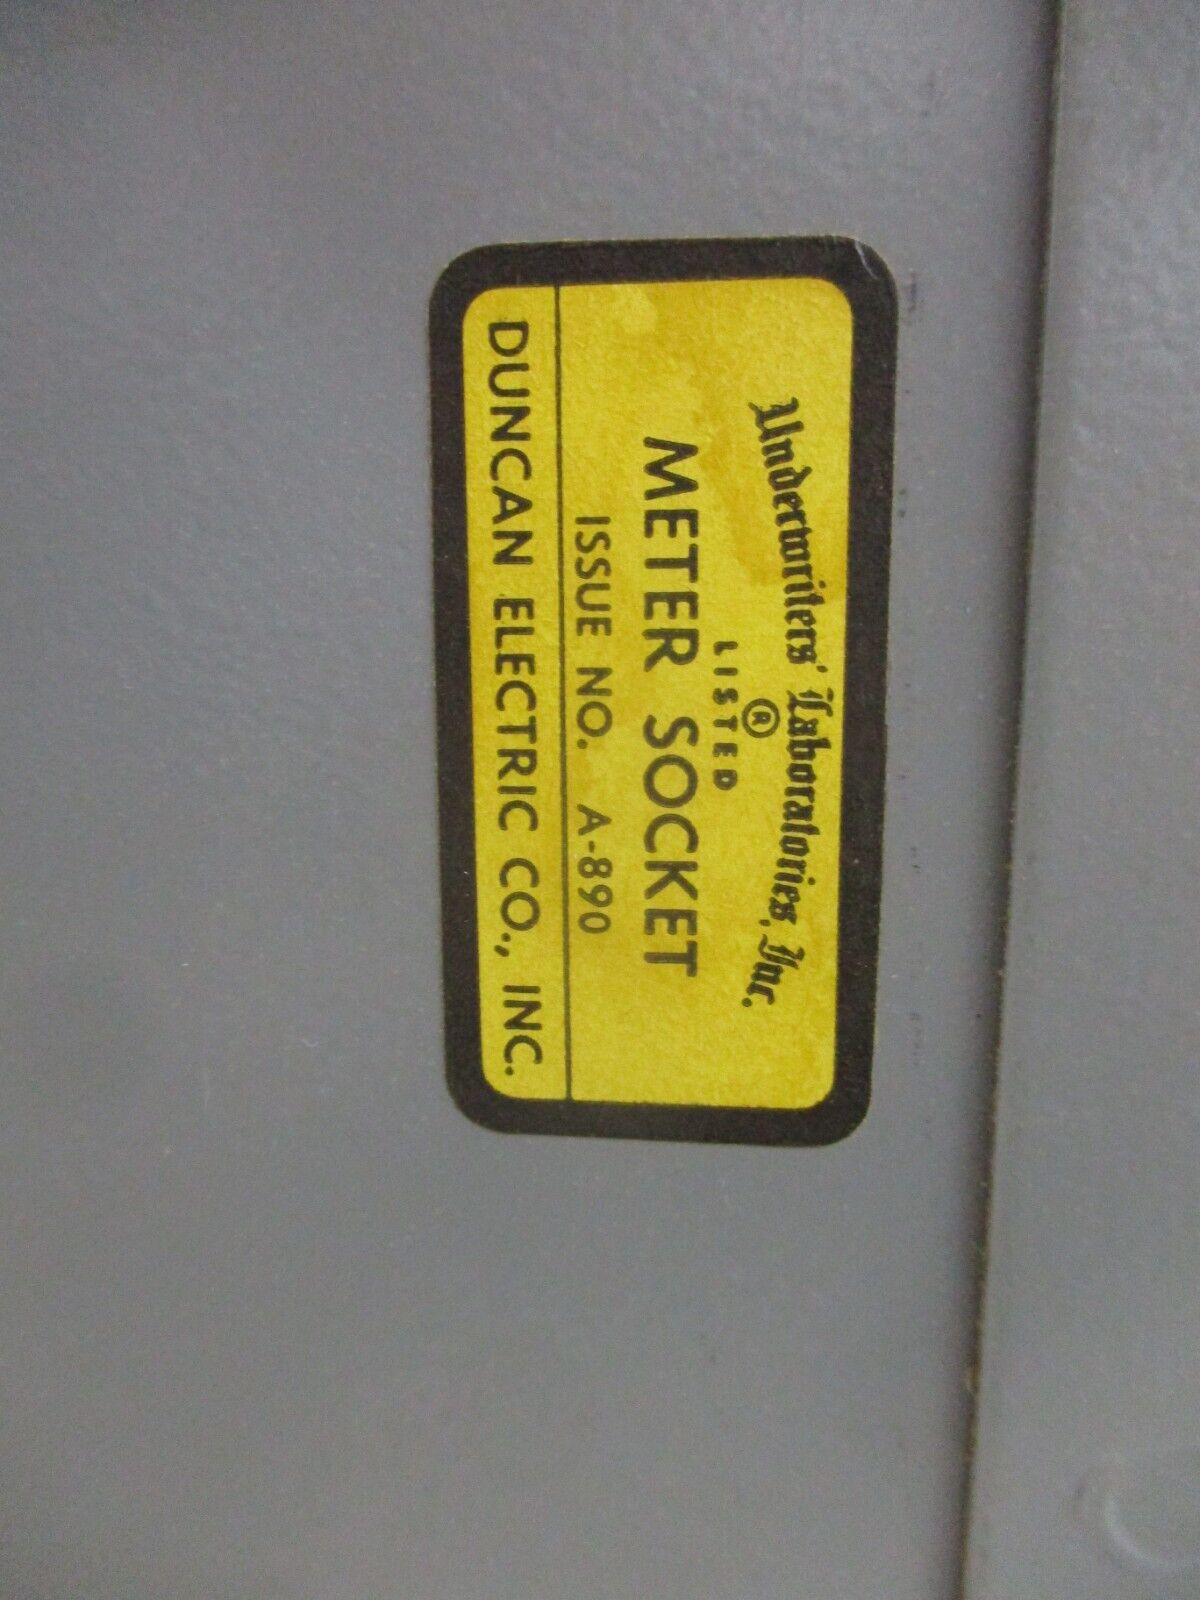 Underwriters' Laboratories, Inc.
®
LISTED
METER SOCKET
ISSUE NO. A-890
DUNCAN ELECTRIC CO., INC.